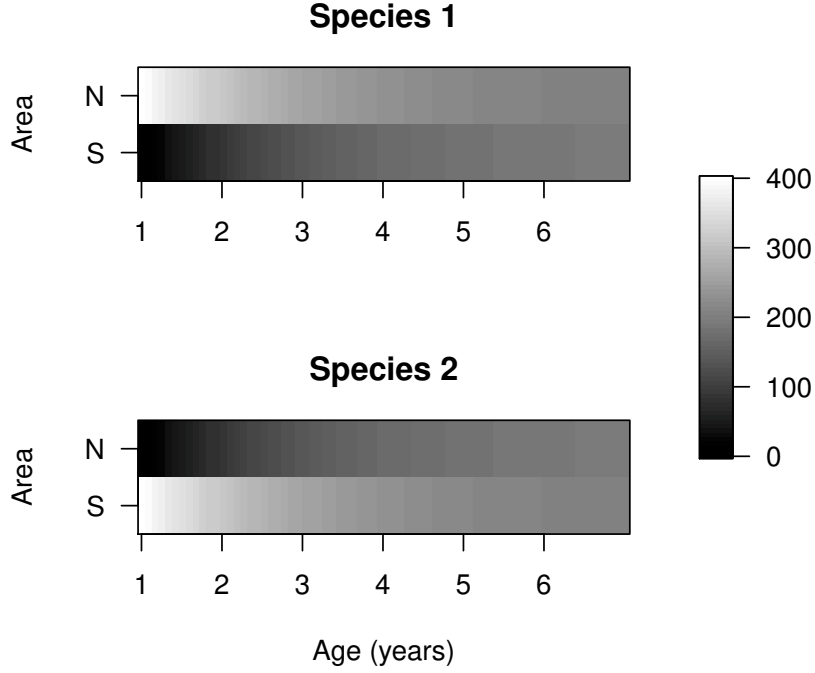 Species 1
Area
N
S
1 2 3 4 5 6
400
300
200
100
0
Species 2
Area
N
S
1 2 3 4 5 6
Age (years)